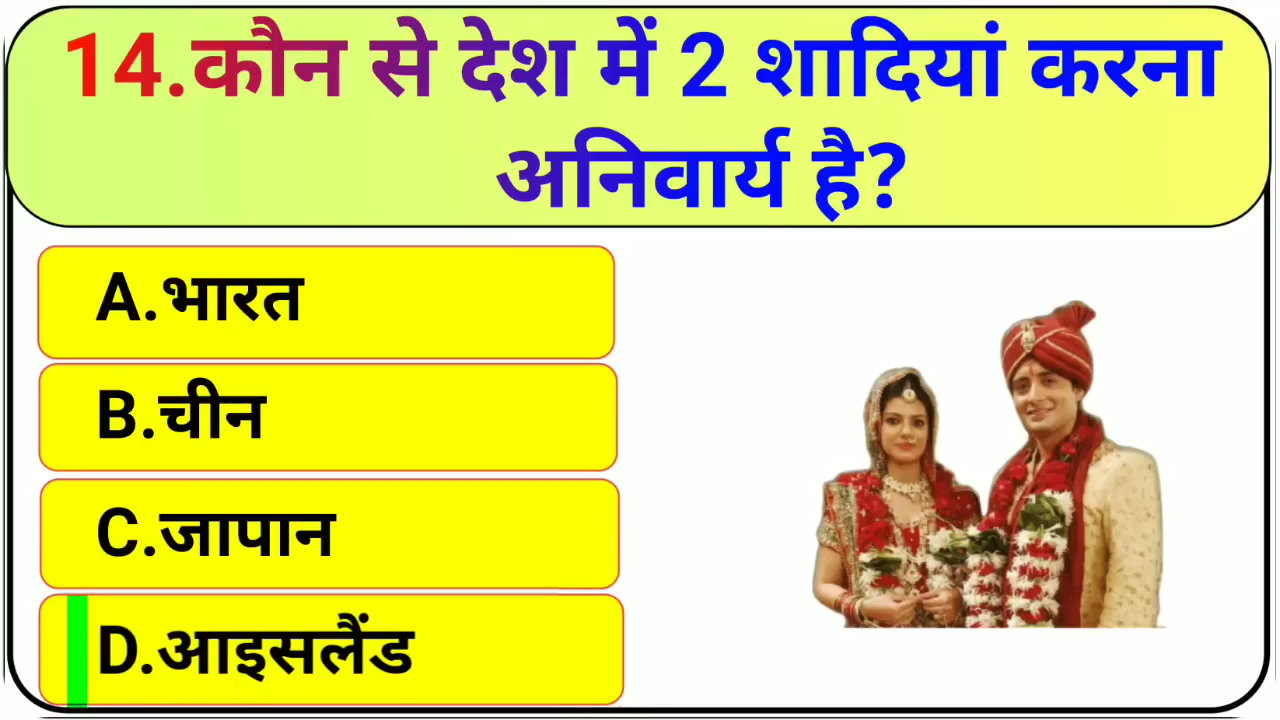 14.कौन से देश में 2 शादियां करना
अनिवार्य है?
A.भारत
B.चीन
C.जापान
D.आइसलैंड